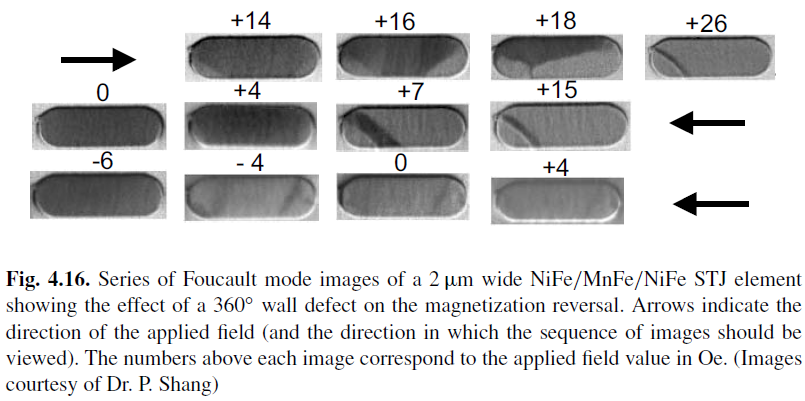 +14 +16 +18 +26
0 +4 +7 +15
-6 - 4 0 +4
Fig. 4.16. Series of Foucault mode images of a 2 μm wide NiFe/MnFe/NiFe STJ element
showing the effect of a 360° wall defect on the magnetization reversal. Arrows indicate the
direction of the applied field (and the direction in which the sequence of images should be
viewed). The numbers above each image correspond to the applied field value in Oe. (Images
courtesy of Dr. P. Shang)